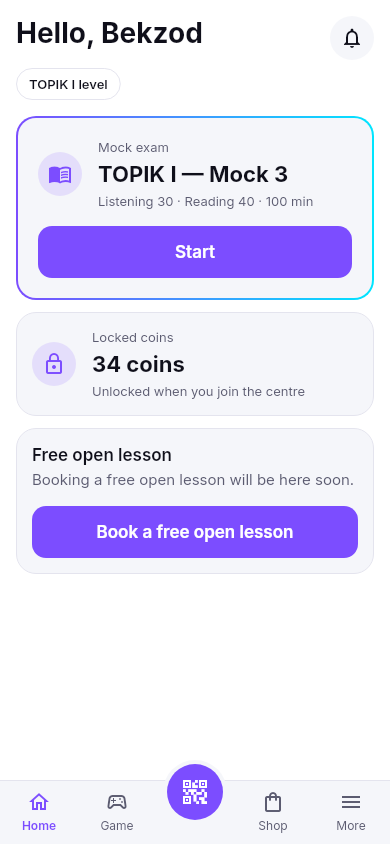 Hello, Bekzod
TOPIK I level
Mock exam
TOPIK I — Mock 3
Listening 30 · Reading 40 · 100 min
Start
Locked coins
34 coins
Unlocked when you join the centre
Free open lesson
Booking a free open lesson will be here soon.
Book a free open lesson
Home
Game
Shop
More